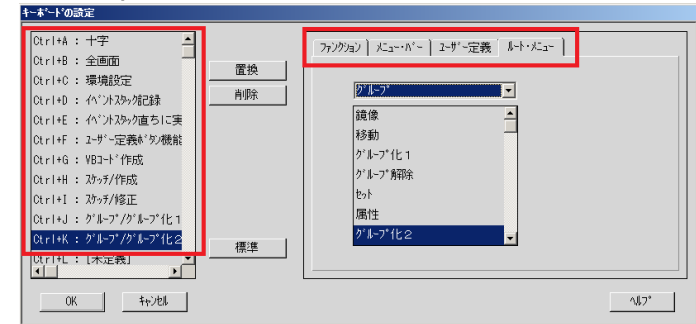 キーボードの設定
Ctrl+A : 十字
Ctrl+B : 全画面
Ctrl+C : 環境設定
Ctrl+D : イベントスタック記録
Ctrl+E : イベントスタック直ちに実
Ctrl+F : ユーザー定義ボタン機能
Ctrl+G : VBコード作成
Ctrl+H : スケッチ/作成
Ctrl+I : スケッチ/修正
Ctrl+J : グループ/グループ化1
Ctrl+K : グループ/グループ化2
Ctrl+L : [未定義]
置換
削除
標準
ファンクション
メニュー・バー
ユーザー定義
ルート・メニュー
グループ
鏡像
移動
グループ化1
グループ解除
セット
属性
グループ化2
OK
キャンセル
ヘルプ